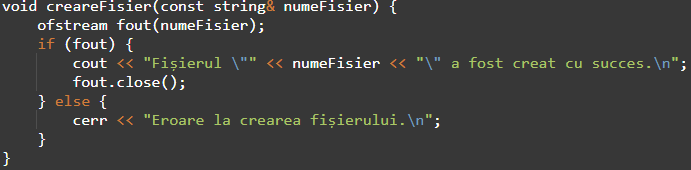 void creareFisier(const string& numeFisier) {
    ofstream fout(numeFisier);
    if (fout) {
        cout << "Fișierul \"" << numeFisier << "\" a fost creat cu succes.\n";
        fout.close();
    } else {
        cerr << "Eroare la crearea fișierului.\n";
    }
}